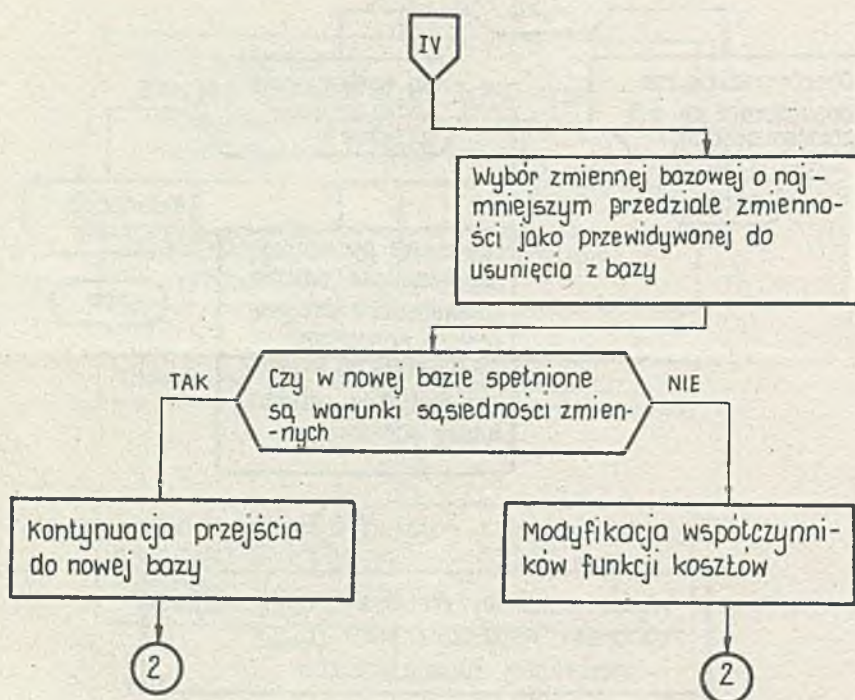 IV
Wybór zmiennej bazowej o naj-
mniejszym przedziale zmienno-
ści jako przewidywanej do
usunięcia z bazy
TAK
Czy w nowej bazie spełnione
są warunki sąsiedności zmien-
-nych
NIE
Kontynuacja przejścia
do nowej bazy
Modyfikacja współczynni-
ków funkcji kosztów
2
2